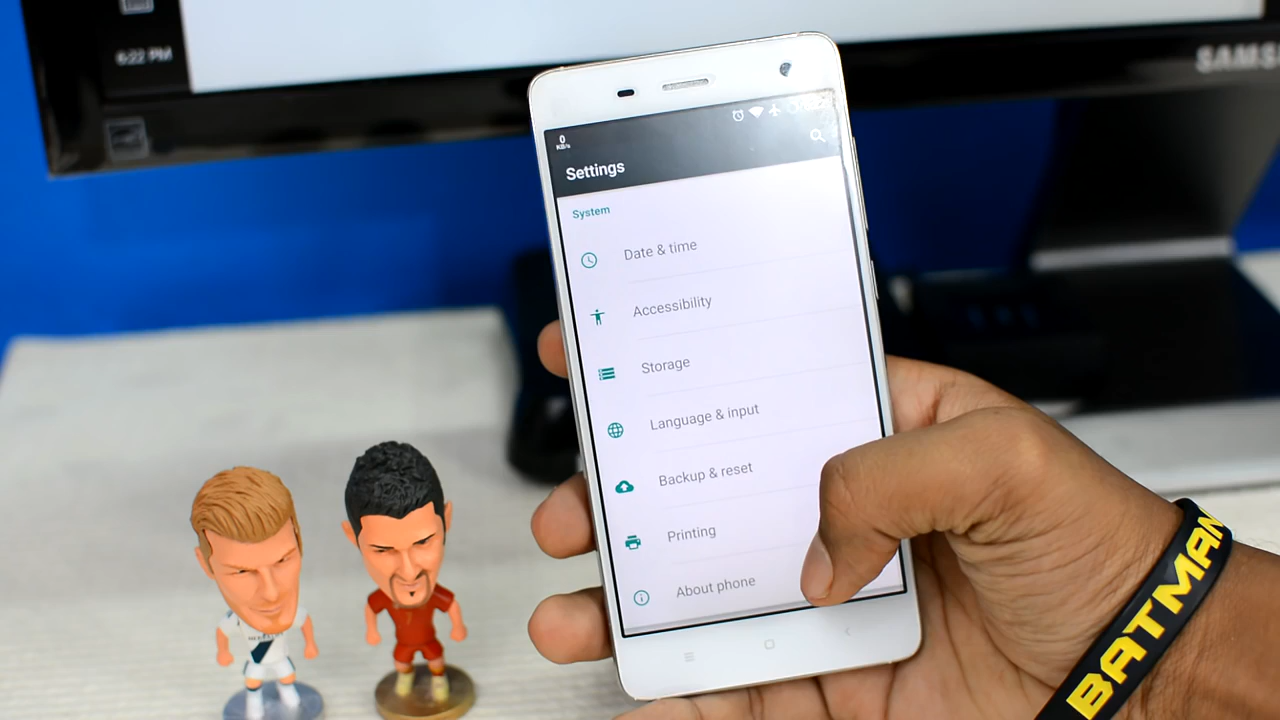 6:22 PM
SAMS
0
KB/s
Settings
System
Date & time
Accessibility
Storage
Language & input
Backup & reset
Printing
About phone
BATMAN